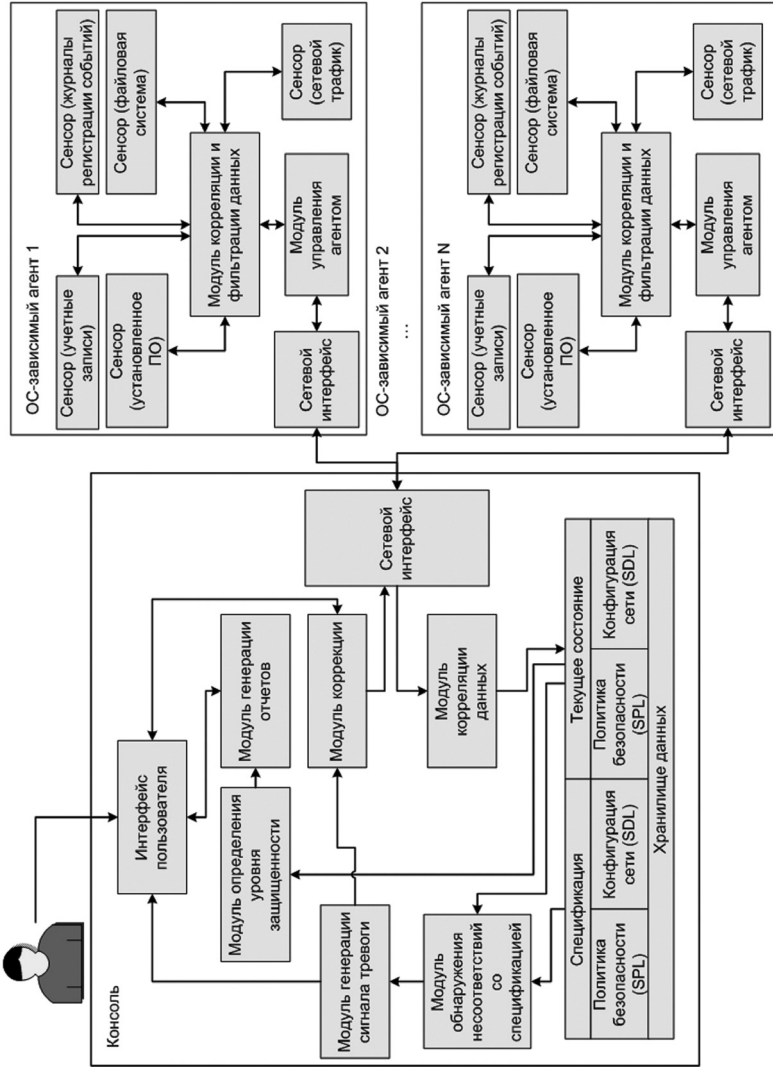 Консоль
Интерфейс
пользователя
Модуль генерации
отчетов
Модуль определения
уровня
защищенности
Модуль коррекции
Модуль генерации
сигнала тревоги
Сетевой
интерфейс
Модуль
корреляции
данных
Модуль
обнаружения
несоответствий
со
спецификацией
Спецификация
Текущее состояние
Политика
безопасности
(SPL)
Конфигурация
сети (SDL)
Политика
безопасности
(SPL)
Конфигурация
сети (SDL)
Хранилище данных
ОС-зависимый агент 1
Сенсор (учетные
записи)
Сенсор
(установленное
ПО)
Сенсор (журналы
регистрации событий)
Сенсор (файловая
система)
Модуль корреляции и
фильтрации данных
Сетевой
интерфейс
Модуль
управления
агентом
Сенсор
(сетевой
трафик)
ОС-зависимый агент 2
...
ОС-зависимый агент N
Сенсор (учетные
записи)
Сенсор
(установленное
ПО)
Сенсор (журналы
регистрации событий)
Сенсор (файловая
система)
Модуль корреляции и
фильтрации данных
Сетевой
интерфейс
Модуль
управления
агентом
Сенсор
(сетевой
трафик)